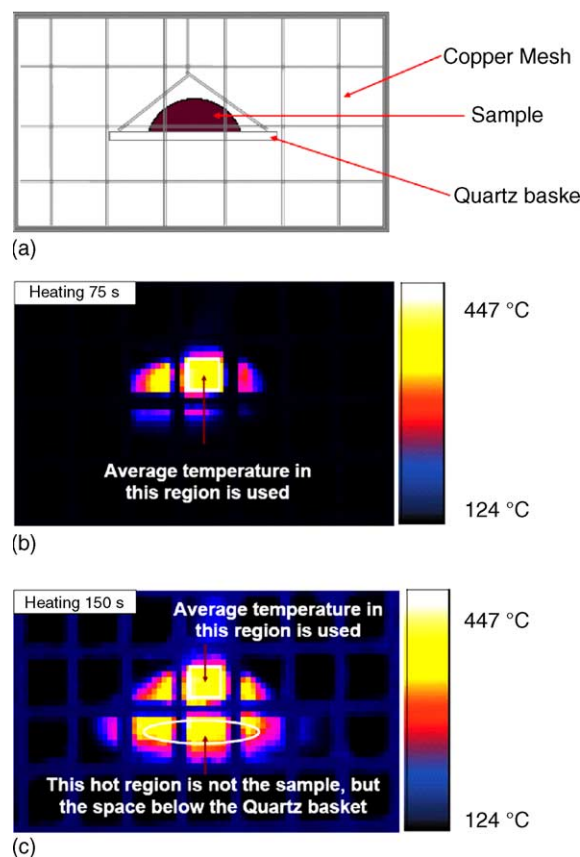 Copper Mesh
Sample
Quartz baske
(a)
Heating 75 s
447 °C
Average temperature in
this region is used
124 °C
(b)
Heating 150 s
Average temperature in
this region is used
447 °C
This hot region is not the sample, but
the space below the Quartz basket
124 °C
(c)